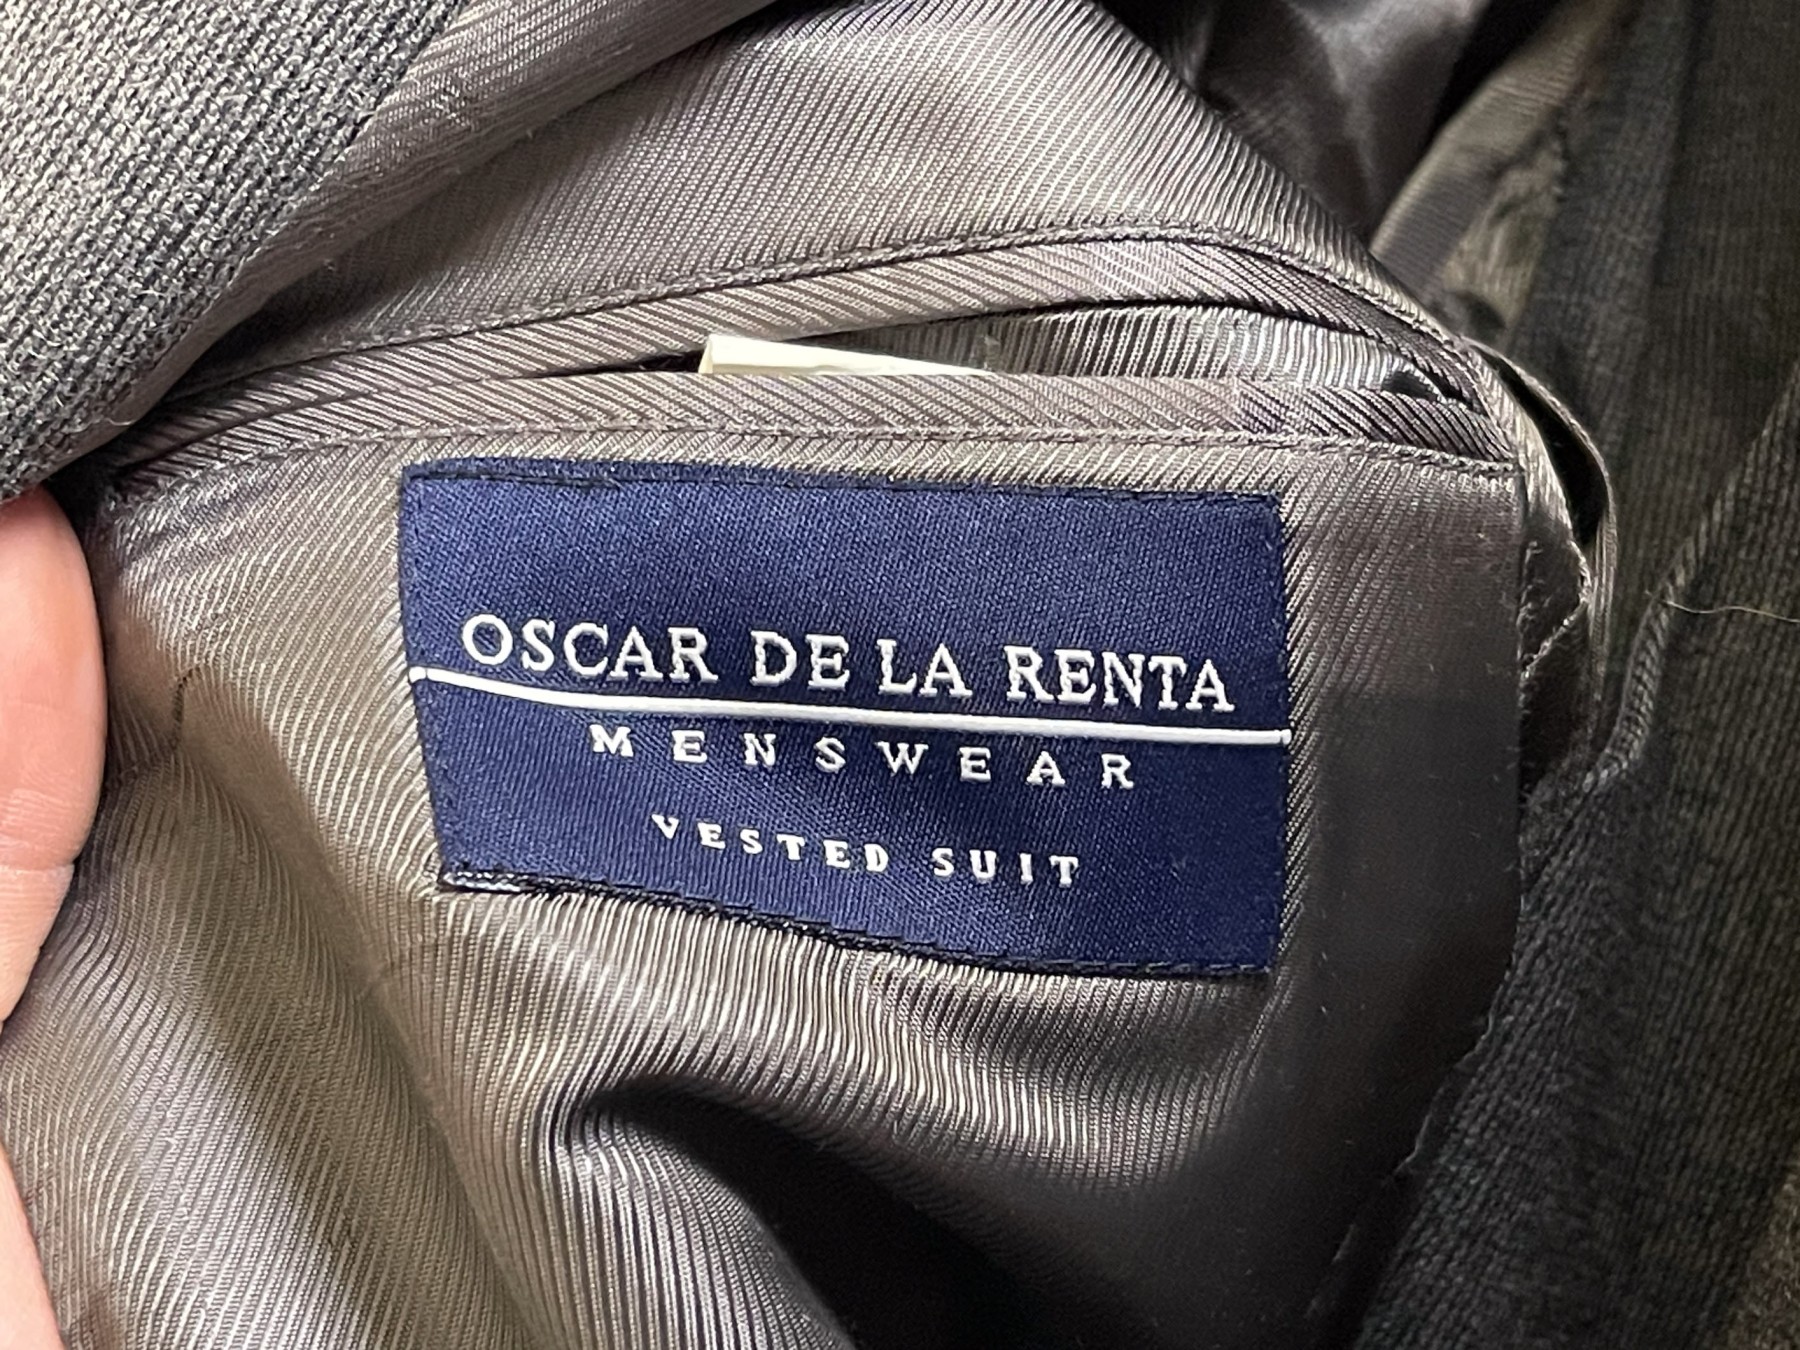 OSCAR DE LA RENTA
MENSWEAR
VESTED SUIT